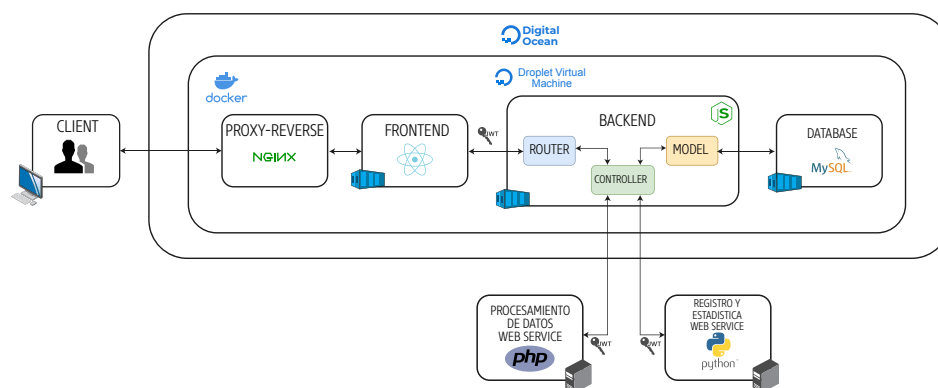 Digital
Ocean
docker
Droplet Virtual
Machine
CLIENT
PROXY-REVERSE
NGINX
FRONTEND
JWT
BACKEND
JS
ROUTER
CONTROLLER
MODEL
DATABASE
MySQL
PROCESAMIENTO
DE DATOS
WEB SERVICE
php
JWT
REGISTRO Y
ESTADISTICA
WEB SERVICE
python
JWT